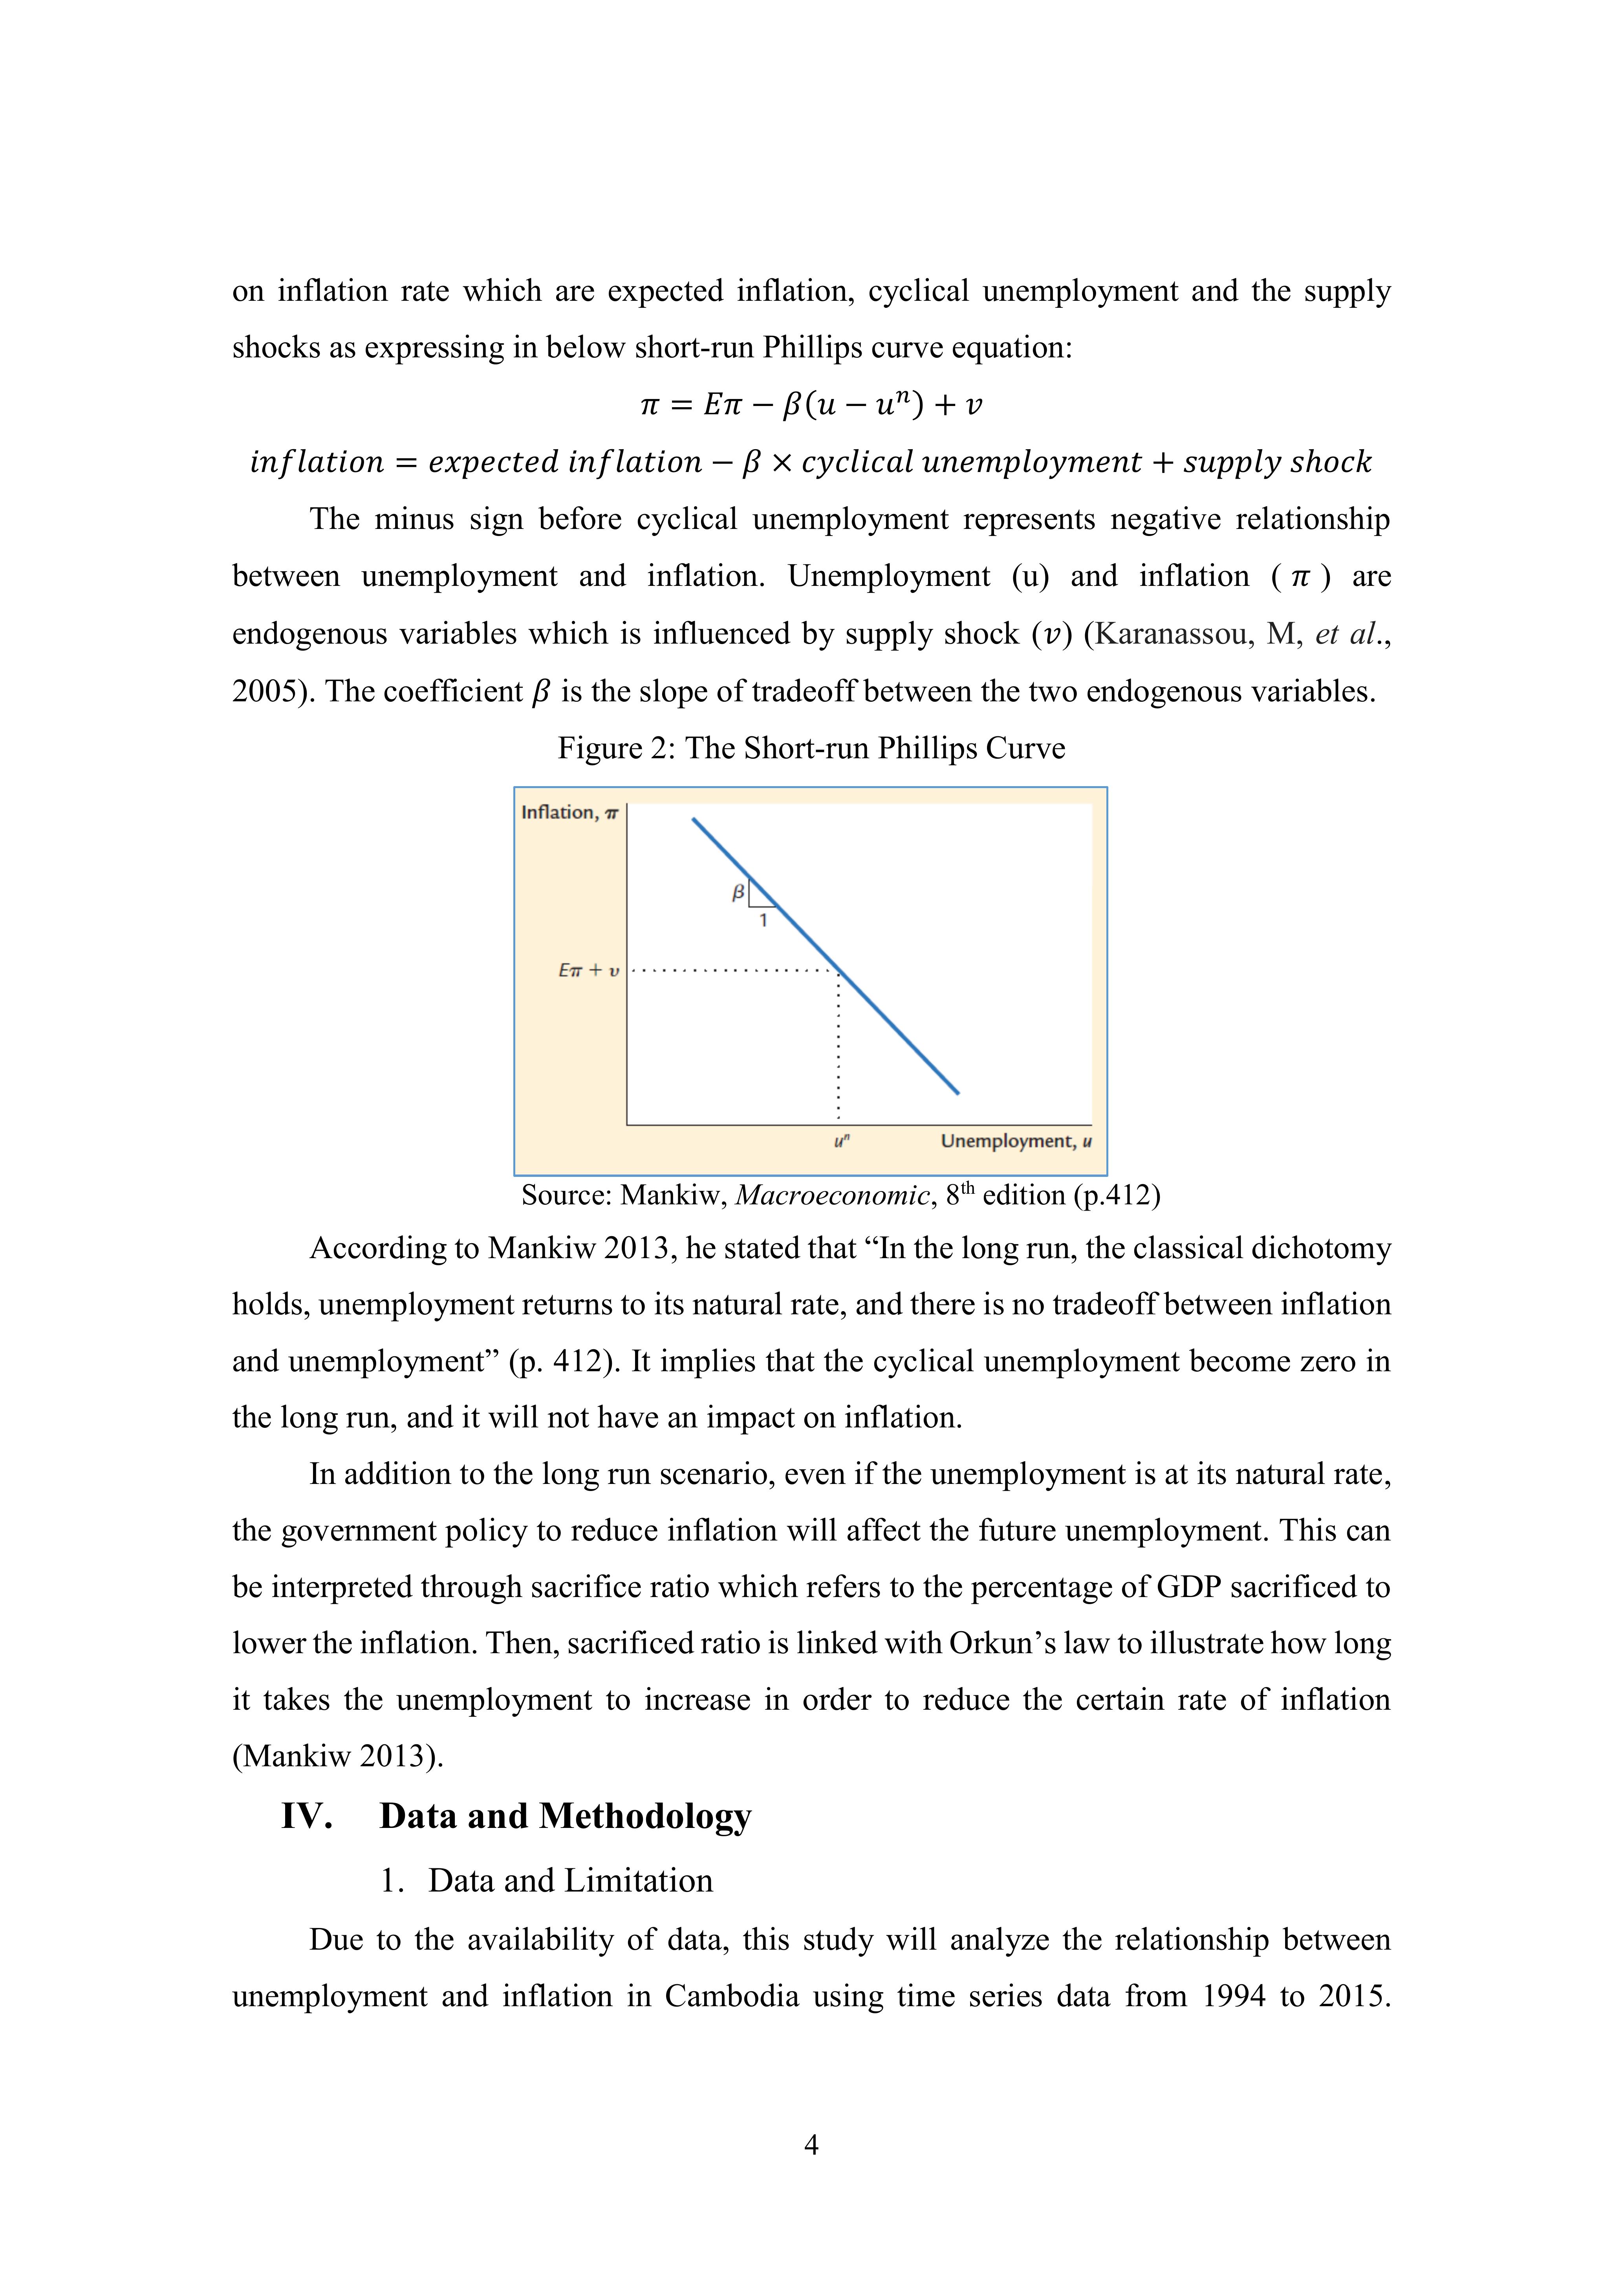 on inflation rate which are expected inflation, cyclical unemployment and the supply
shocks as expressing in below short-run Phillips curve equation:
𝜋 = 𝐸𝜋 − 𝛽(𝑢 − 𝑢ⁿ) + 𝑣
inflation = expected inflation − 𝛽 × cyclical unemployment + supply shock
The minus sign before cyclical unemployment represents negative relationship
between unemployment and inflation. Unemployment (u) and inflation ( 𝜋 ) are
endogenous variables which is influenced by supply shock (𝑣) (Karanassou, M, et al.,
2005). The coefficient 𝛽 is the slope of tradeoff between the two endogenous variables.
Figure 2: The Short-run Phillips Curve
Inflation, π
β
1
Eπ + υ
uⁿ
Unemployment, u
Source: Mankiw, Macroeconomic, 8th edition (p.412)
According to Mankiw 2013, he stated that “In the long run, the classical dichotomy
holds, unemployment returns to its natural rate, and there is no tradeoff between inflation
and unemployment” (p. 412). It implies that the cyclical unemployment become zero in
the long run, and it will not have an impact on inflation.
In addition to the long run scenario, even if the unemployment is at its natural rate,
the government policy to reduce inflation will affect the future unemployment. This can
be interpreted through sacrifice ratio which refers to the percentage of GDP sacrificed to
lower the inflation. Then, sacrificed ratio is linked with Orkun’s law to illustrate how long
it takes the unemployment to increase in order to reduce the certain rate of inflation
(Mankiw 2013).
IV. Data and Methodology
1. Data and Limitation
Due to the availability of data, this study will analyze the relationship between
unemployment and inflation in Cambodia using time series data from 1994 to 2015.
4